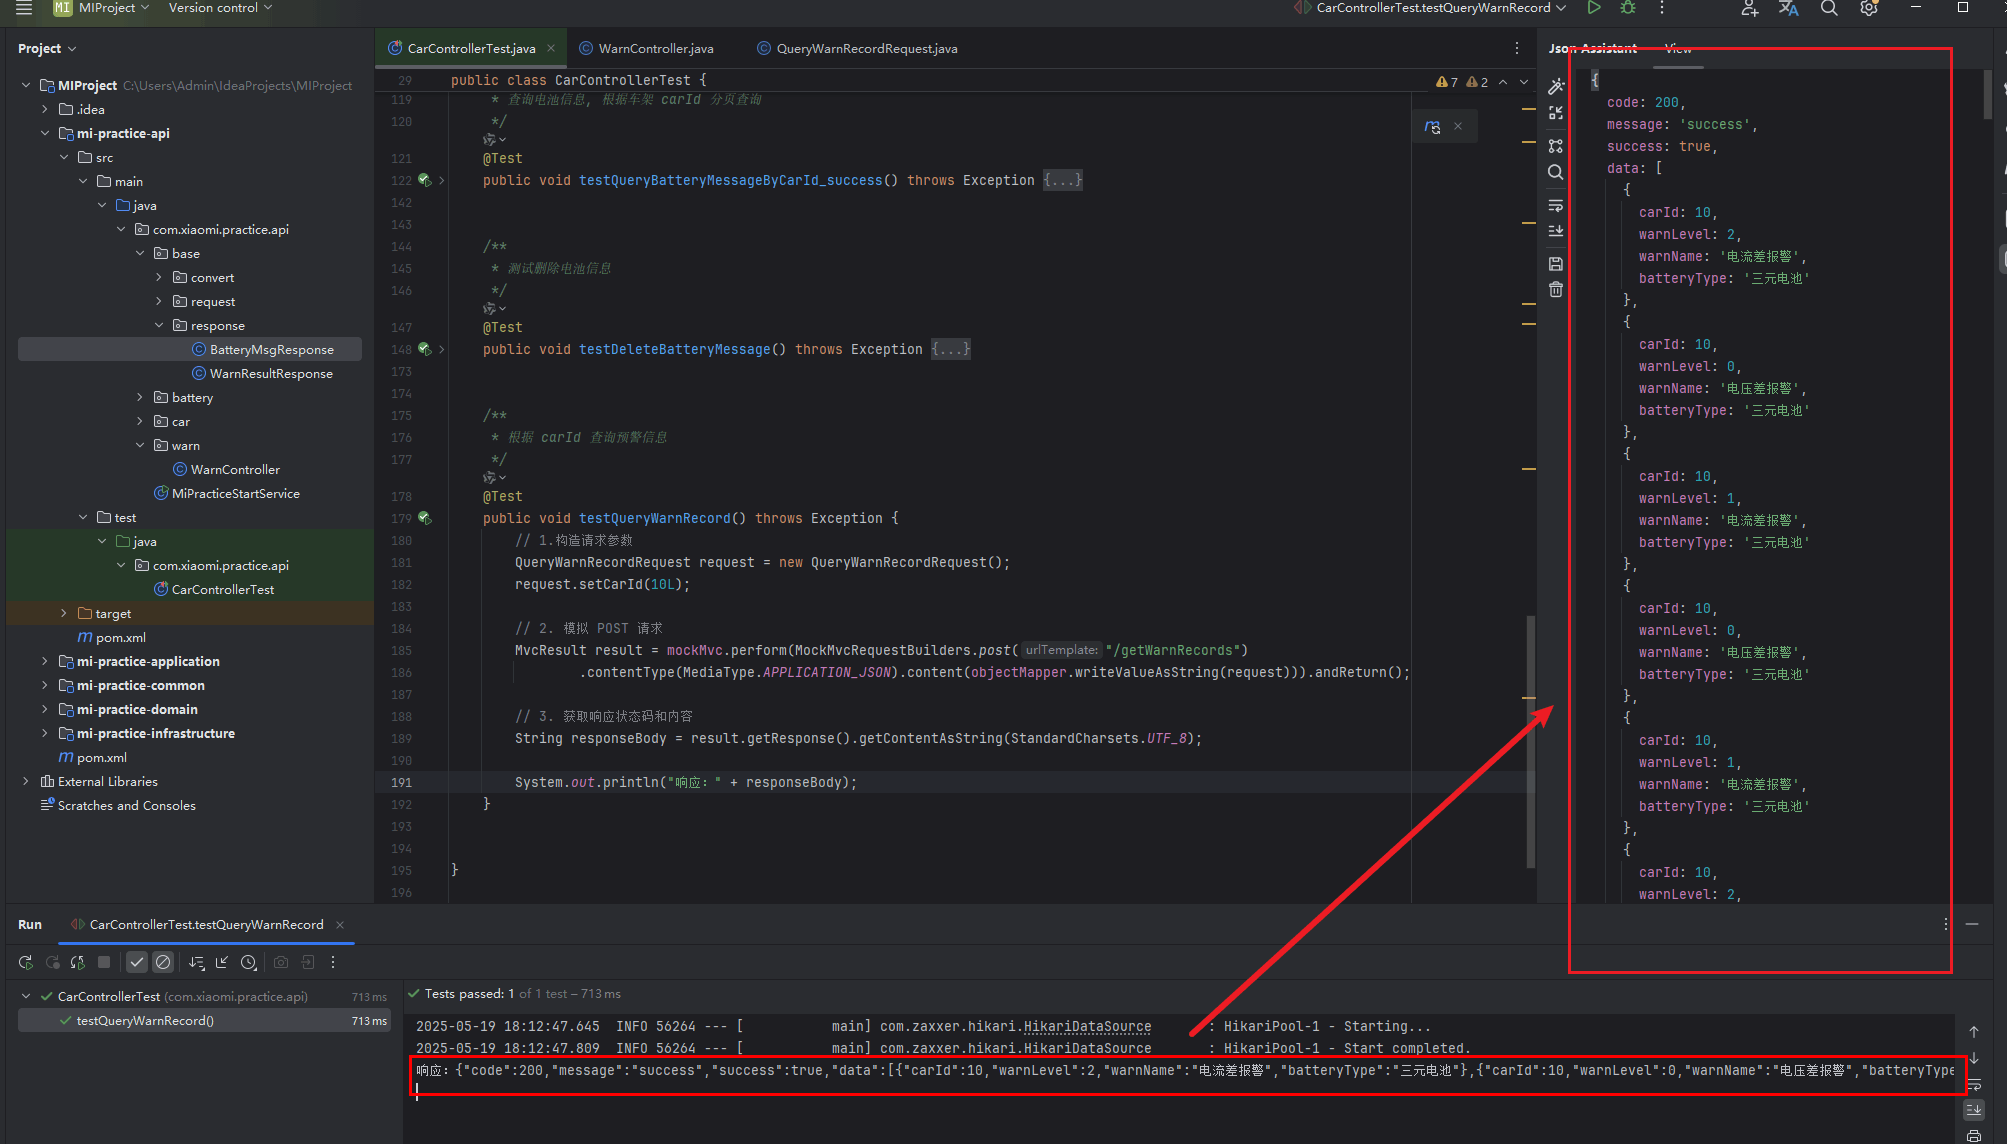 MI MIProject Version control CarControllerTest.testQueryWarnRecord
Project
MIProject C:\Users\Admin\IdeaProjects\MIProject
.idea
mi-practice-api
src
main
java
com.xiaomi.practice.api
base
convert
request
response
BatteryMsgResponse
WarnResultResponse
battery
car
warn
WarnController
MiPracticeStartService
test
java
com.xiaomi.practice.api
CarControllerTest
target
pom.xml
mi-practice-application
mi-practice-common
mi-practice-domain
mi-practice-infrastructure
pom.xml
External Libraries
Scratches and Consoles
CarControllerTest.java WarnController.java QueryWarnRecordRequest.java
29 public class CarControllerTest { 7 2
119 * 查询电池信息, 根据车架 carId 分页查询
120 */
121 @Test
122 public void testQueryBatteryMessageByCarId_success() throws Exception {...}
142
143
144 /**
145 * 测试删除电池信息
146 */
147 @Test
148 public void testDeleteBatteryMessage() throws Exception {...}
173
174
175 /**
176 * 根据 carId 查询预警信息
177 */
178 @Test
179 public void testQueryWarnRecord() throws Exception {
180 // 1.构造请求参数
181 QueryWarnRecordRequest request = new QueryWarnRecordRequest();
182 request.setCarId(10L);
183
184 // 2. 模拟 POST 请求
185 MvcResult result = mockMvc.perform(MockMvcRequestBuilders.post( urlTemplate: "/getWarnRecords")
186 .contentType(MediaType.APPLICATION_JSON).content(objectMapper.writeValueAsString(request))).andReturn();
187
188 // 3. 获取响应状态码和内容
189 String responseBody = result.getResponse().getContentAsString(StandardCharsets.UTF_8);
190
191 System.out.println("响应: " + responseBody);
192 }
193
194
195 }
196
Json Assistant View
{
code: 200,
message: 'success',
success: true,
data: [
{
carId: 10,
warnLevel: 2,
warnName: '电流差报警',
batteryType: '三元电池'
},
{
carId: 10,
warnLevel: 0,
warnName: '电压差报警',
batteryType: '三元电池'
},
{
carId: 10,
warnLevel: 1,
warnName: '电流差报警',
batteryType: '三元电池'
},
{
carId: 10,
warnLevel: 0,
warnName: '电压差报警',
batteryType: '三元电池'
},
{
carId: 10,
warnLevel: 1,
warnName: '电流差报警',
batteryType: '三元电池'
},
{
carId: 10,
warnLevel: 2,
Run CarControllerTest.testQueryWarnRecord
CarControllerTest (com.xiaomi.practice.api) 713 ms
testQueryWarnRecord() 713 ms
Tests passed: 1 of 1 test – 713 ms
2025-05-19 18:12:47.645 INFO 56264 --- [ main] com.zaxxer.hikari.HikariDataSource : HikariPool-1 - Starting...
2025-05-19 18:12:47.809 INFO 56264 --- [ main] com.zaxxer.hikari.HikariDataSource : HikariPool-1 - Start completed.
响应: {"code":200,"message":"success","success":true,"data":[{"carId":10,"warnLevel":2,"warnName":"电流差报警","batteryType":"三元电池"},{"carId":10,"warnLevel":0,"warnName":"电压差报警","batteryType